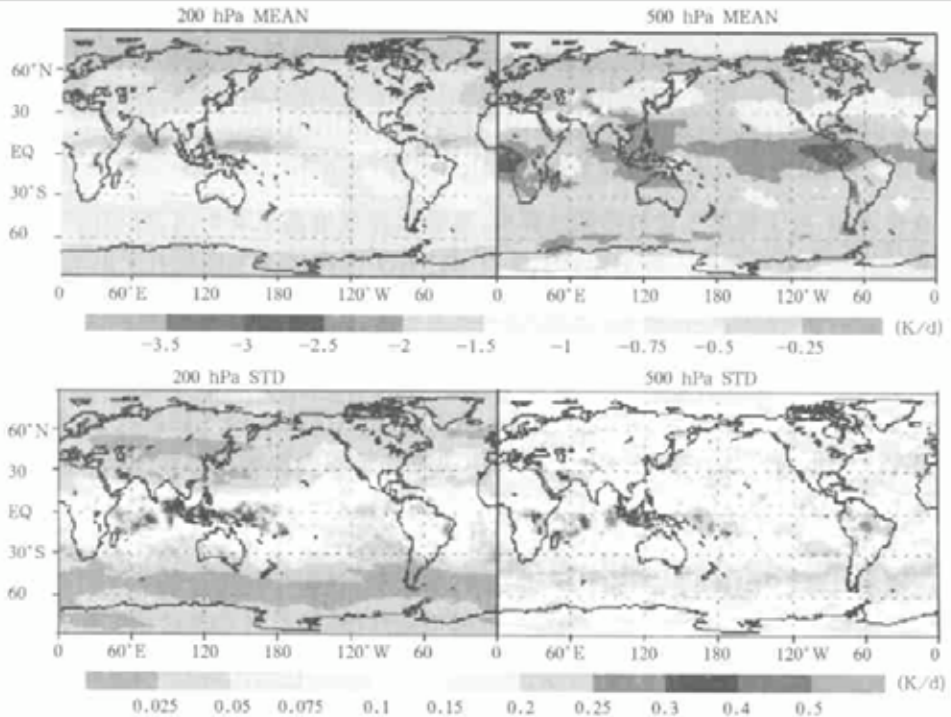 200 hPa MEAN 500 hPa MEAN
60°N
30
EQ
30°S
60
0 60°E 120 180 120°W 60 0 60°E 120 180 120°W 60 0
-3.5 -3 -2.5 -2 -1.5 -1 -0.75 -0.5 -0.25 (K/d)
200 hPa STD 500 hPa STD
60°N
30
EQ
30°S
60
0 60°E 120 180 120°W 60 0 60°E 120 180 120°W 60 0
0.025 0.05 0.075 0.1 0.15 0.2 0.25 0.3 0.4 0.5 (K/d)